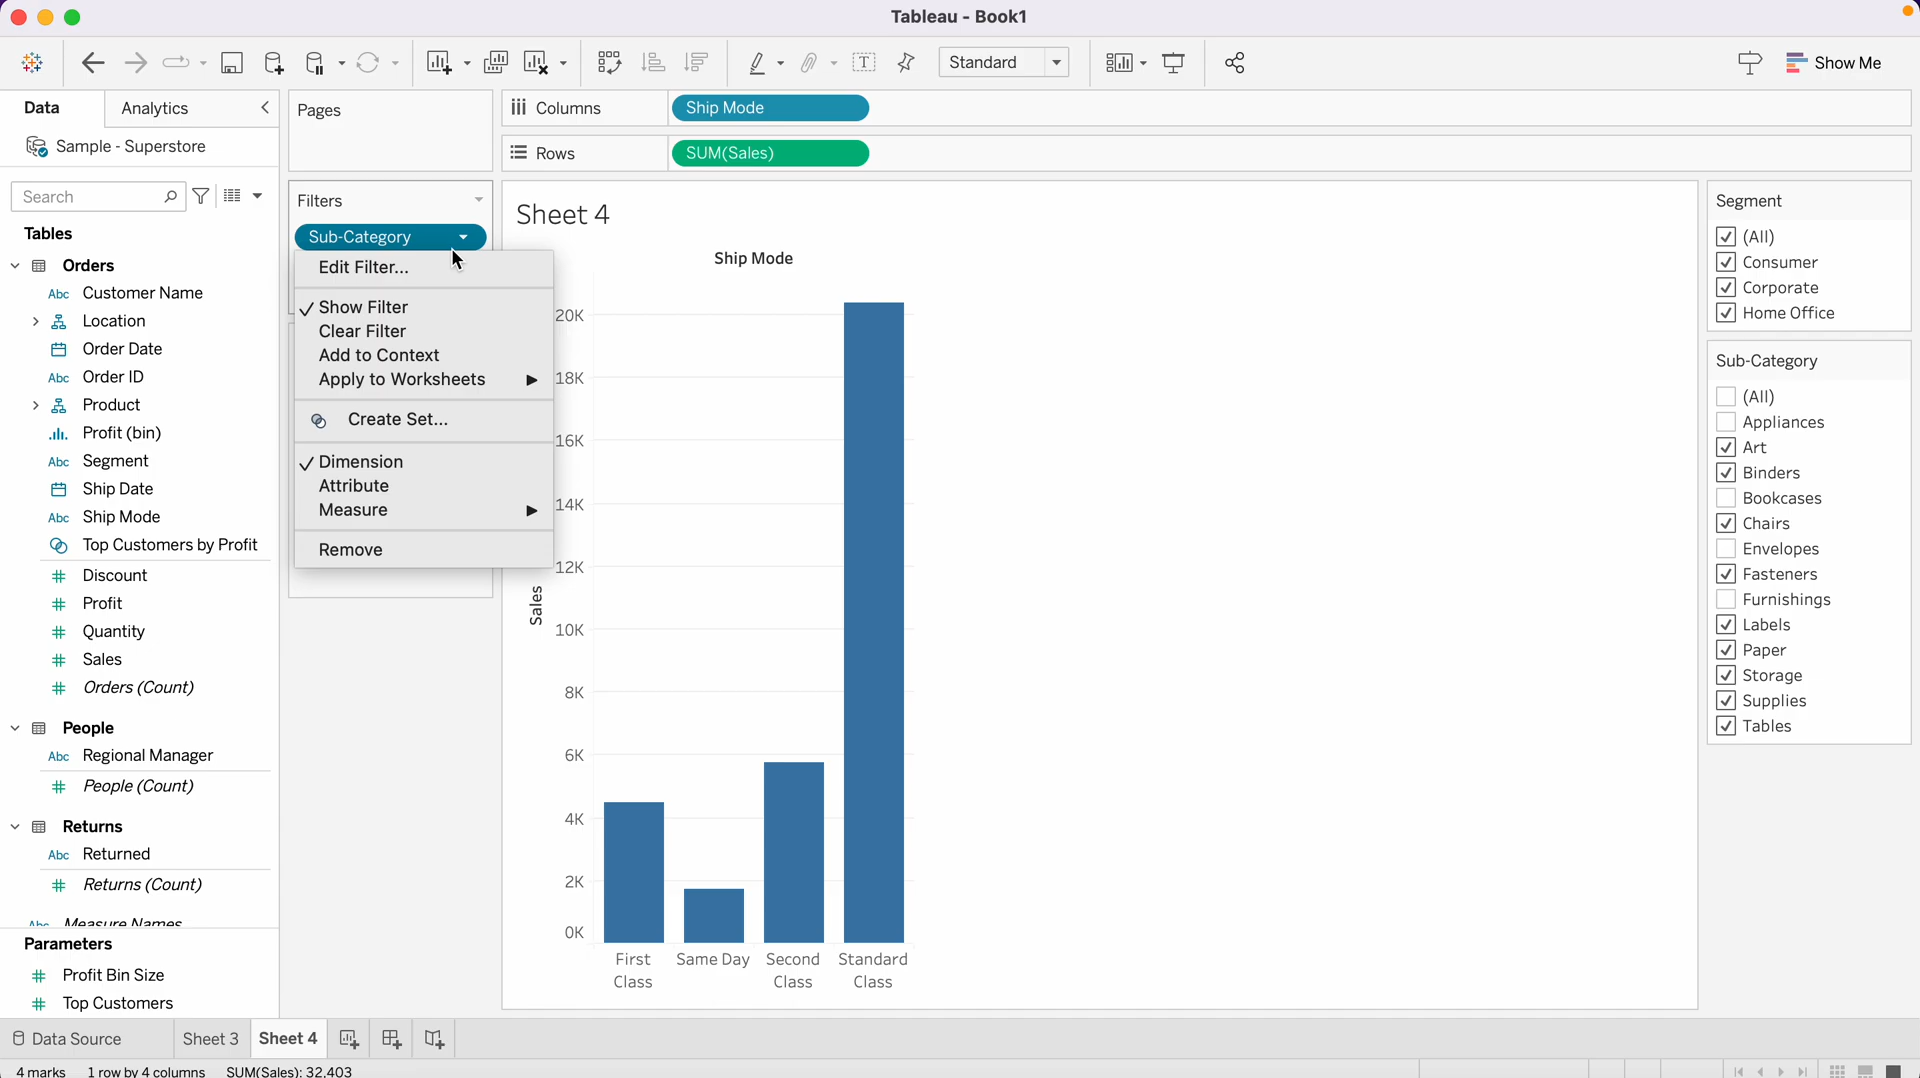 Tableau - Book1
Standard
Show Me
Data
Analytics
Pages
Columns
Ship Mode
Rows
SUM(Sales)
Sample - Superstore
Search
Tables
Orders
Abc Customer Name
Location
Order Date
Abc Order ID
Product
Profit (bin)
Abc Segment
Ship Date
Abc Ship Mode
Top Customers by Profit
# Discount
# Profit
# Quantity
# Sales
# Orders (Count)
People
Abc Regional Manager
# People (Count)
Returns
Abc Returned
# Returns (Count)
Abc Measure Names
Parameters
# Profit Bin Size
# Top Customers
Filters
Sub-Category
Edit Filter...
Show Filter
Clear Filter
Add to Context
Apply to Worksheets
Create Set...
Dimension
Attribute
Measure
Remove
Sheet 4
Ship Mode
20K
18K
16K
14K
12K
10K
8K
6K
4K
2K
0K
Sales
First
Class
Same Day
Second
Class
Standard
Class
Segment
(All)
Consumer
Corporate
Home Office
Sub-Category
(All)
Appliances
Art
Binders
Bookcases
Chairs
Envelopes
Fasteners
Furnishings
Labels
Paper
Storage
Supplies
Tables
Data Source
Sheet 3
Sheet 4
4 marks
1 row by 4 columns
SUM(Sales): 32,403